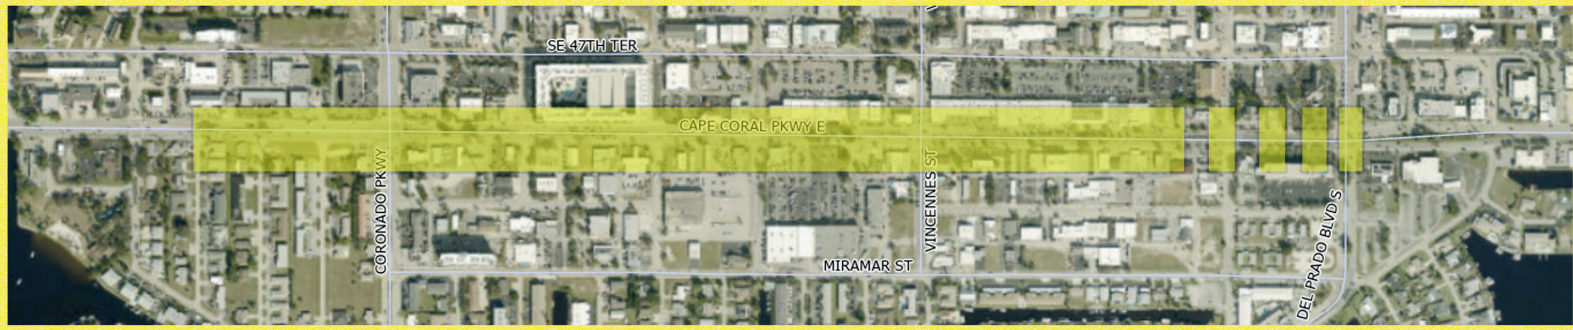 SE 47TH TER
CAPE CORAL PKWY E
CORONADO PKWY
VINCENNES ST
MIRAMAR ST
DEL PRADO BLVD S